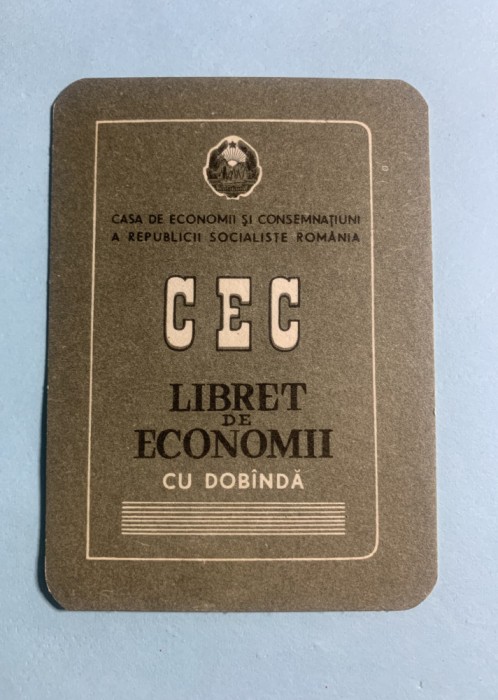 CASA DE ECONOMII ŞI CONSEMNAŢIUNI
A REPUBLICII SOCIALISTE ROMÂNIA
CEC
LIBRET
DE
ECONOMII
CU DOBÎNDĂ